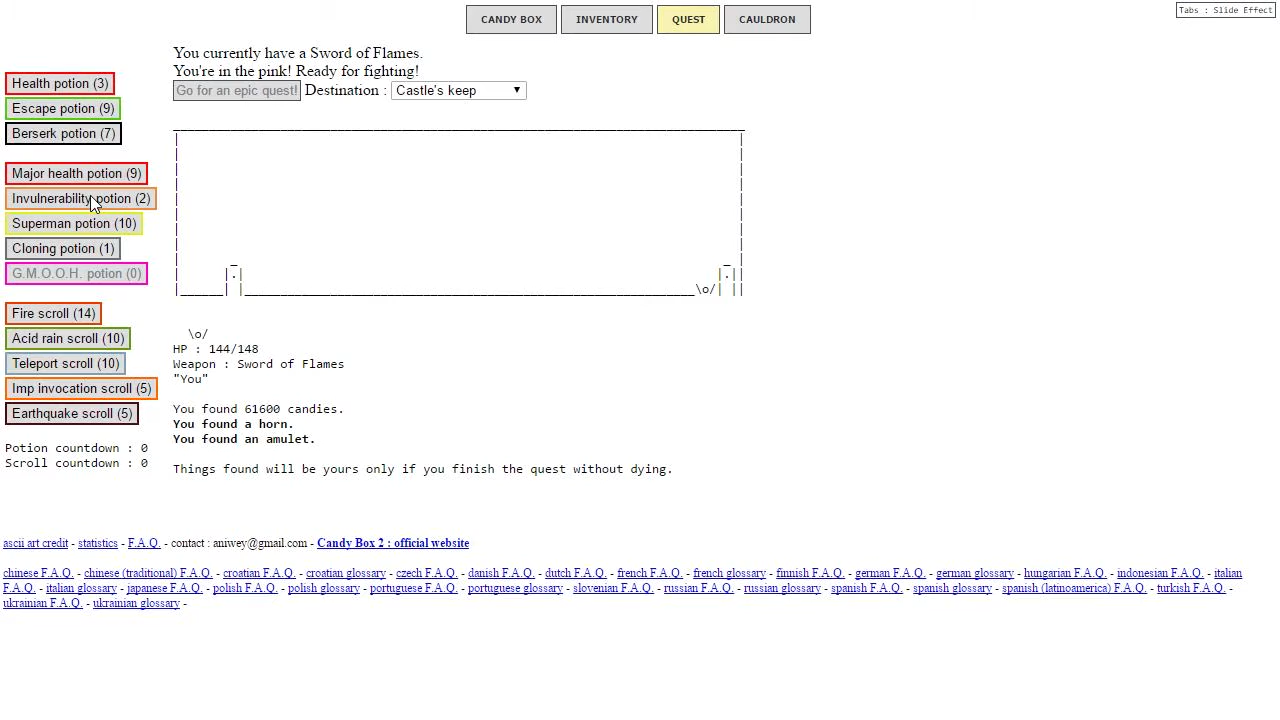 CANDY BOX INVENTORY QUEST CAULDRON
Tabs : Slide Effect
You currently have a Sword of Flames.
You're in the pink! Ready for fighting!
Go for an epic quest! Destination : Castle's keep
Health potion (3)
Escape potion (9)
Berserk potion (7)
Major health potion (9)
Invulnerability potion (2)
Superman potion (10)
Cloning potion (1)
G.M.O.O.H. potion (0)
Fire scroll (14)
Acid rain scroll (10)
Teleport scroll (10)
Imp invocation scroll (5)
Earthquake scroll (5)
Potion countdown : 0
Scroll countdown : 0
\o/
\o/
HP : 144/148
Weapon : Sword of Flames
"You"
You found 61600 candies.
You found a horn.
You found an amulet.
Things found will be yours only if you finish the quest without dying.
ascii art credit - statistics - F.A.Q. - contact : aniwey@gmail.com - Candy Box 2 : official website
chinese F.A.Q. - chinese (traditional) F.A.Q. - croatian F.A.Q. - croatian glossary - czech F.A.Q. - danish F.A.Q. - dutch F.A.Q. - french F.A.Q. - french glossary - finnish F.A.Q. - german F.A.Q. - german glossary - hungarian F.A.Q. - indonesian F.A.Q. - italian
F.A.Q. - italian glossary - japanese F.A.Q. - polish F.A.Q. - polish glossary - portuguese F.A.Q. - portuguese glossary - slovenian F.A.Q. - russian F.A.Q. - russian glossary - spanish F.A.Q. - spanish glossary - spanish (latinoamerica) F.A.Q. - turkish F.A.Q. -
ukrainian F.A.Q. - ukrainian glossary -